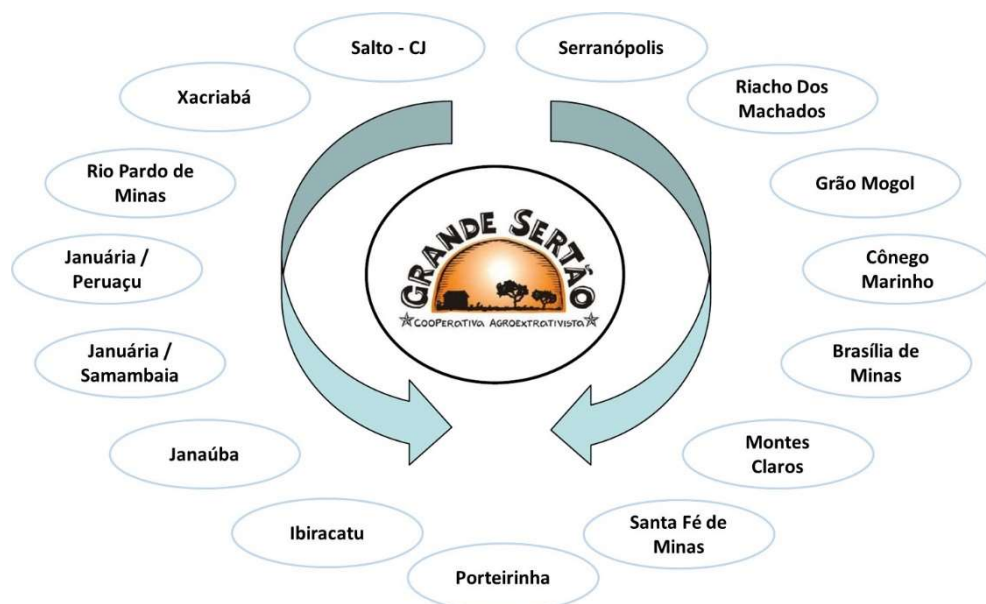 Salto - CJ
Serranópolis
Xacriabá
Riacho Dos
Machados
Rio Pardo de
Minas
Grão Mogol
Januária /
Peruaçu
GRANDE SERTÃO
COOPERATIVA AGROEXTRATIVISTA
Cônego
Marinho
Januária /
Samambaia
Brasília de
Minas
Janaúba
Montes
Claros
Ibiracatu
Santa Fé de
Minas
Porteirinha